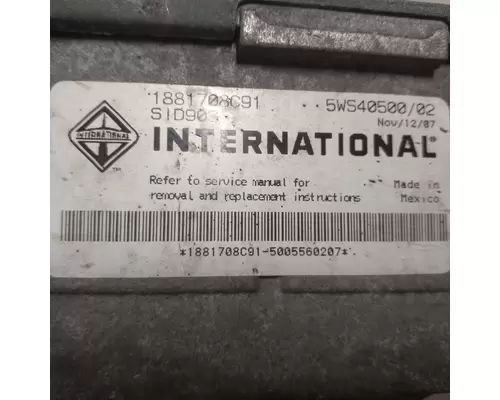 1881708C91
5WS40500/02
Nov/12/07
INTERNATIONAL
INTERNATIONAL®
TM
Refer to service manual for
removal and replacement instructions
Made in
Mexico
*1881708C91-5005560207*